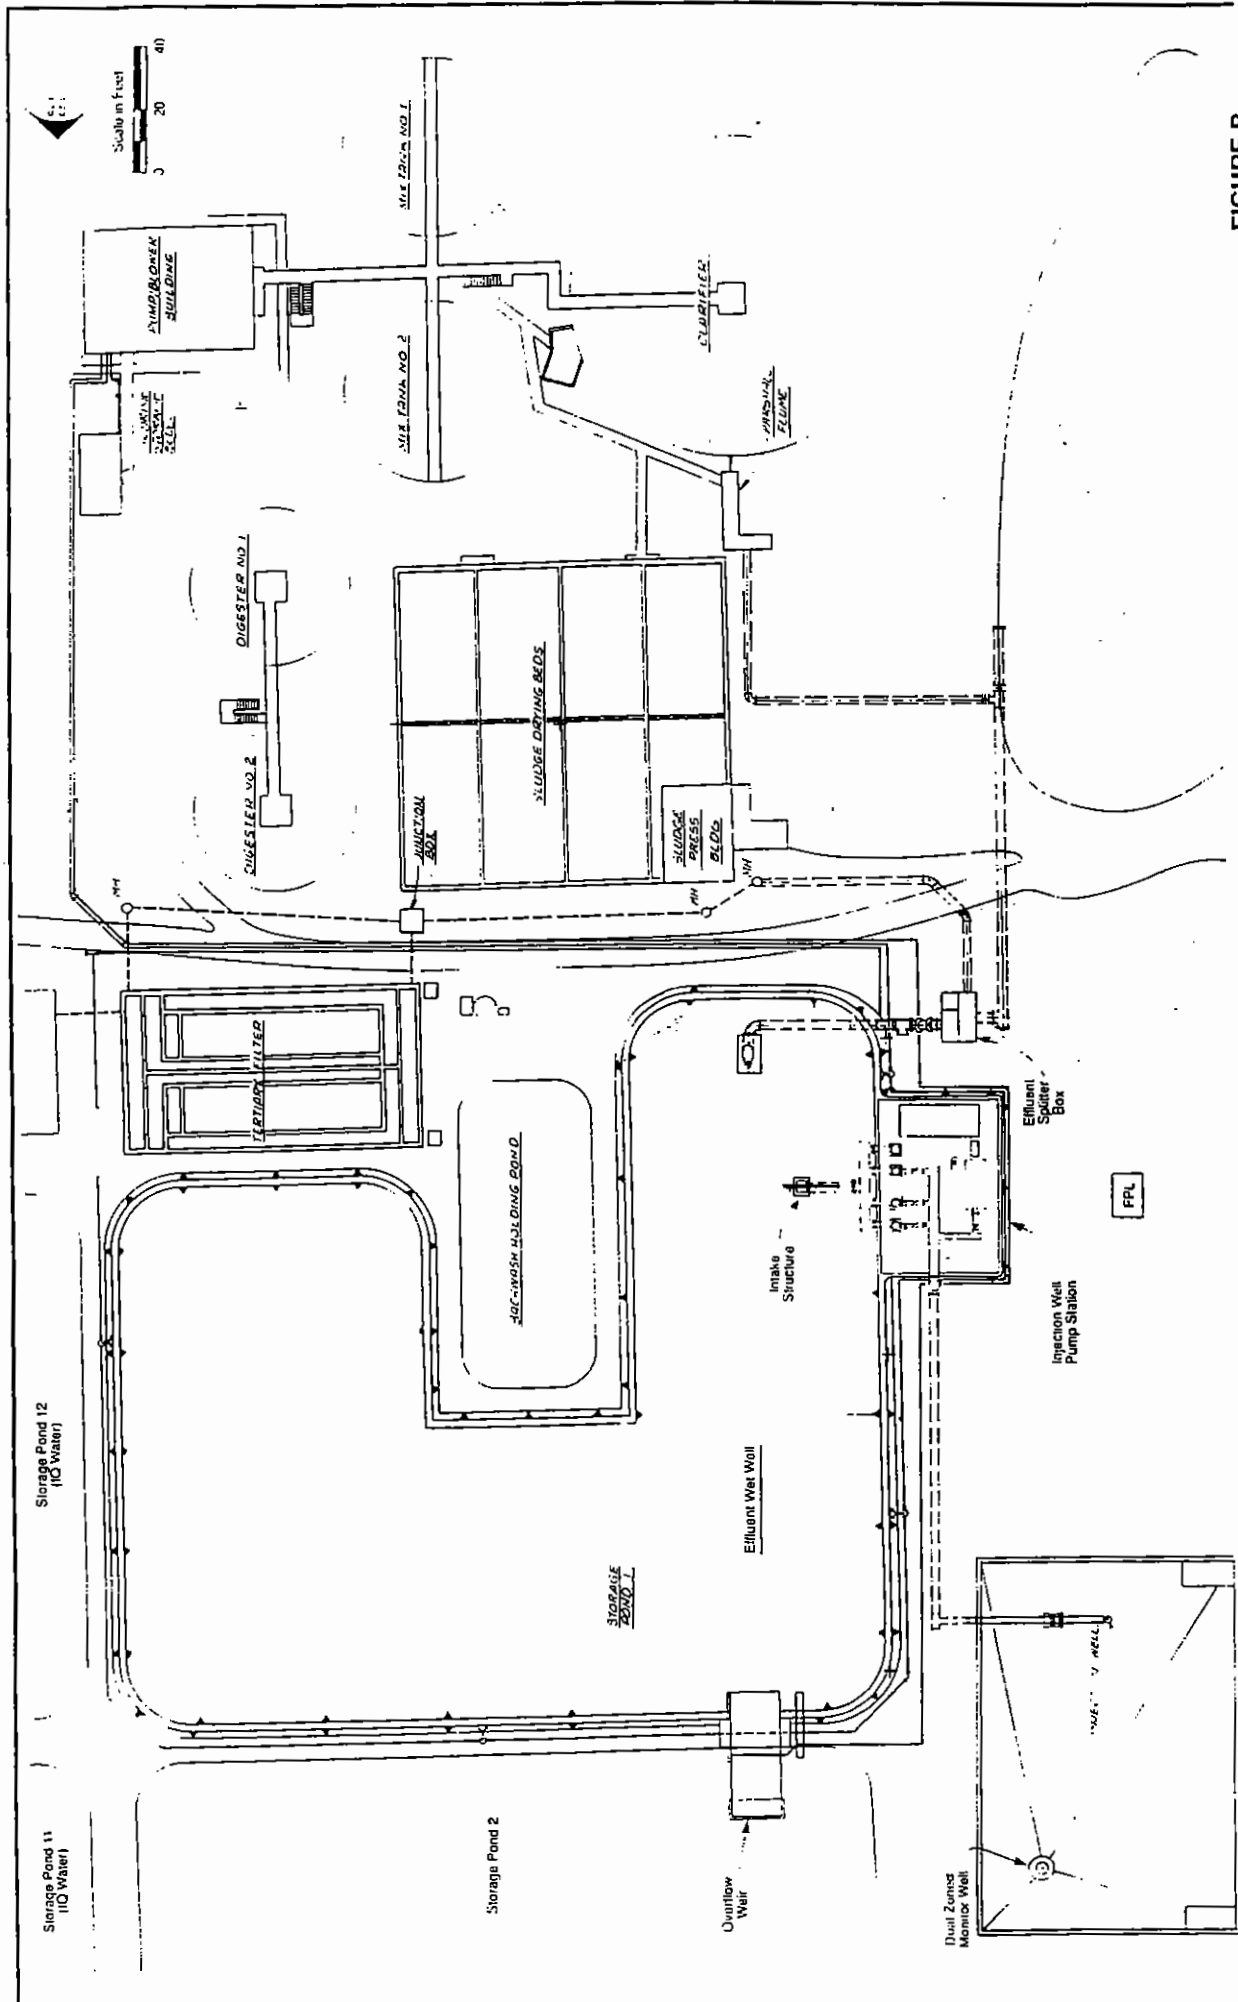 Storage Pond 11
(IQ Water)
Storage Pond 12
(IQ Water)
Scale in Feet
0 20 40
PUMP/BLOWER
BUILDING
DIGESTER NO 2
DIGESTER NO 1
MIX TANK NO 2
MIX TANK NO 1
MH
TERTIARY FILTER
JUNCTION
BOX
Storage Pond 2
BACKWASH HOLDING POND
SLUDGE DRYING BEDS
STORAGE
POND 1
SLUDGE
PRESS
BLDG
MH
MH
CLARIFIER
FLUME
Overflow
Weir
Effluent Wet Well
Intake
Structure
Dual Zoned
Monitor Well
WELL
Injection Well
Pump Station
Effluent
Splitter
Box
FPL
FIGURE B